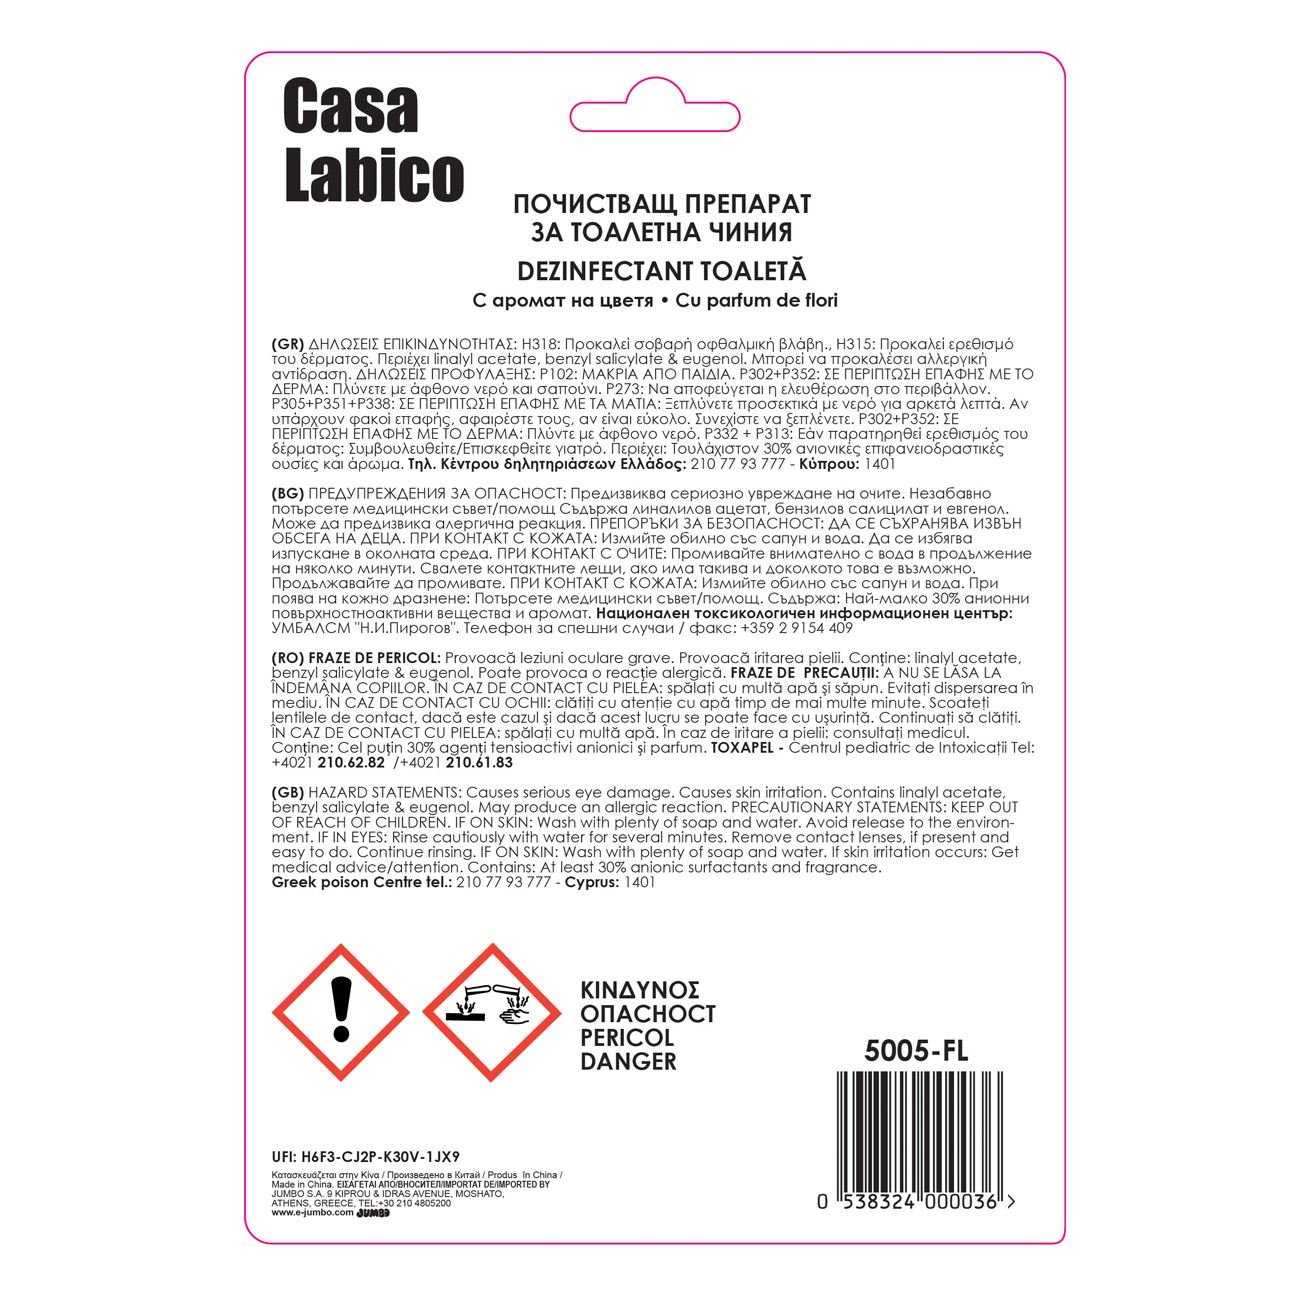 Casa
Labico
ПОЧИСТВАЩ ПРЕПАРАТ
ЗА ТОАЛЕТНА ЧИНИЯ
DEZINFECTANT TOALETĂ
С аромат на цветя • Cu parfum de flori
(GR) ΔΗΛΩΣΕΙΣ ΕΠΙΚΙΝΔΥΝΟΤΗΤΑΣ: H318: Προκαλεί σοβαρή οφθαλμική βλάβη., H315: Προκαλεί ερεθισμό
του δέρματος. Περιέχει linalyl acetate, benzyl salicylate & eugenol. Μπορεί να προκαλέσει αλλεργική
αντίδραση. ΔΗΛΩΣΕΙΣ ΠΡΟΦΥΛΑΞΗΣ: P102: ΜΑΚΡΙΑ ΑΠΟ ΠΑΙΔΙΑ. P302+P352: ΣΕ ΠΕΡΙΠΤΩΣΗ ΕΠΑΦΗΣ ΜΕ ΤΟ
ΔΕΡΜΑ: Πλύνετε με άφθονο νερό και σαπούνι. P273: Να αποφεύγεται η ελευθέρωση στο περιβάλλον.
P305+P351+P338: ΣΕ ΠΕΡΙΠΤΩΣΗ ΕΠΑΦΗΣ ΜΕ ΤΑ ΜΑΤΙΑ: Ξεπλύνετε προσεκτικά με νερό για αρκετά λεπτά. Αν
υπάρχουν φακοί επαφής, αφαιρέστε τους, αν είναι εύκολο. Συνεχίστε να ξεπλένετε. P302+P352: ΣΕ
ΠΕΡΙΠΤΩΣΗ ΕΠΑΦΗΣ ΜΕ ΤΟ ΔΕΡΜΑ: Πλύντε με άφθονο νερό. P332 + P313: Εάν παρατηρηθεί ερεθισμός του
δέρματος: Συμβουλευθείτε/Επισκεφθείτε γιατρό. Περιέχει: Τουλάχιστον 30% ανιονικές επιφανειοδραστικές
ουσίες και άρωμα. Τηλ. Κέντρου δηλητηριάσεων Ελλάδος: 210 77 93 777 - Κύπρου: 1401
(BG) ПРЕДУПРЕЖДЕНИЯ ЗА ОПАСНОСТ: Предизвиква сериозно увреждане на очите. Незабавно
потърсете медицински съвет/помощ Съдържа линалилов ацетат, бензилов салицилат и евгенол.
Може да предизвика алергична реакция. ПРЕПОРЪКИ ЗА БЕЗОПАСНОСТ: ДА СЕ СЪХРАНЯВА ИЗВЪН
ОБСЕГА НА ДЕЦА. ПРИ КОНТАКТ С КОЖАТА: Измийте обилно със сапун и вода. Да се избягва
изпускане в околната среда. ПРИ КОНТАКТ С ОЧИТЕ: Промивайте внимателно с вода в продължение
на няколко минути. Свалете контактните лещи, ако има такива и доколкото това е възможно.
Продължавайте да промивате. ПРИ КОНТАКТ С КОЖАТА: Измийте обилно със сапун и вода. При
поява на кожно дразнене: Потърсете медицински съвет/помощ. Съдържа: Най-малко 30% анионни
повърхностноактивни вещества и аромат. Национален токсикологичен информационен център:
УМБАЛСМ "Н.И.Пирогов". Телефон за спешни случаи / факс: +359 2 9154 409
(RO) FRAZE DE PERICOL: Provoacă leziuni oculare grave. Provoacă iritarea pielii. Conține: linalyl acetate,
benzyl salicylate & eugenol. Poate provoca o reacție alergică. FRAZE DE  PRECAUȚII: A NU SE LĂSA LA
ÎNDEMÂNA COPIILOR. ÎN CAZ DE CONTACT CU PIELEA: spălați cu multă apă și săpun. Evitați dispersarea în
mediu. ÎN CAZ DE CONTACT CU OCHII: clătiți cu atenție cu apă timp de mai multe minute. Scoateți
lentilele de contact, dacă este cazul și dacă acest lucru se poate face cu ușurință. Continuați să clătiți.
ÎN CAZ DE CONTACT CU PIELEA: spălați cu multă apă. În caz de iritare a pielii: consultați medicul.
Conține: Cel puțin 30% agenți tensioactivi anionici și parfum. TOXAPEL - Centrul pediatric de Intoxicații Tel:
+4021 210.62.82  /+4021 210.61.83
(GB) HAZARD STATEMENTS: Causes serious eye damage. Causes skin irritation. Contains linalyl acetate,
benzyl salicylate & eugenol. May produce an allergic reaction. PRECAUTIONARY STATEMENTS: KEEP OUT
OF REACH OF CHILDREN. IF ON SKIN: Wash with plenty of soap and water. Avoid release to the environ-
ment. IF IN EYES: Rinse cautiously with water for several minutes. Remove contact lenses, if present and
easy to do. Continue rinsing. IF ON SKIN: Wash with plenty of soap and water. If skin irritation occurs: Get
medical advice/attention. Contains: At least 30% anionic surfactants and fragrance.
Greek poison Centre tel.: 210 77 93 777 - Cyprus: 1401
ΚΙΝΔΥΝΟΣ
ОПАСНОСТ
PERICOL
DANGER
5005-FL
0 538324 000036 >
UFI: H6F3-CJ2P-K30V-1JX9
Κατασκευάζεται στην Κίνα / Произведено в Китай / Produs  în China /
Made in China. ΕΙΣΑΓΕΤΑΙ ΑΠΟ/ВНОСИТЕЛ/IMPORTAT DE/IMPORTED BY
JUMBO S.A. 9 KIPROU & IDRAS AVENUE, MOSHATO,
ATHENS, GREECE, TEL:+30 210 4805200
www.e-jumbo.com JUMBO